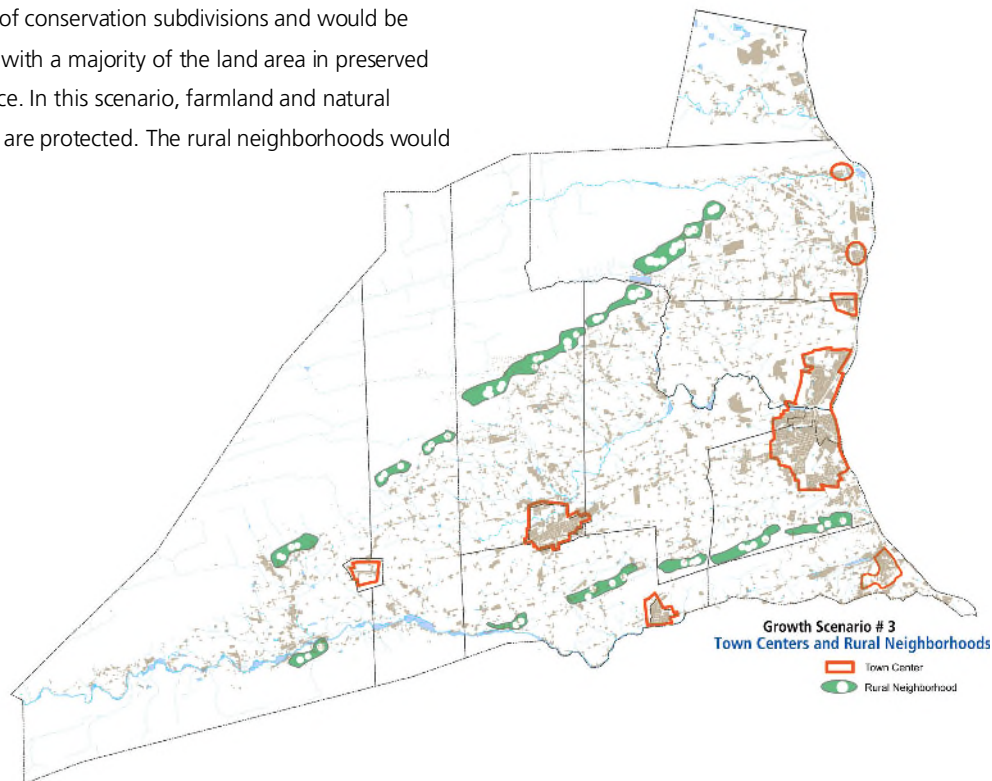 of conservation subdivisions and would be
with a majority of the land area in preserved
ce. In this scenario, farmland and natural
are protected. The rural neighborhoods would
Growth Scenario # 3
Town Centers and Rural Neighborhoods
Town Center
Rural Neighborhood